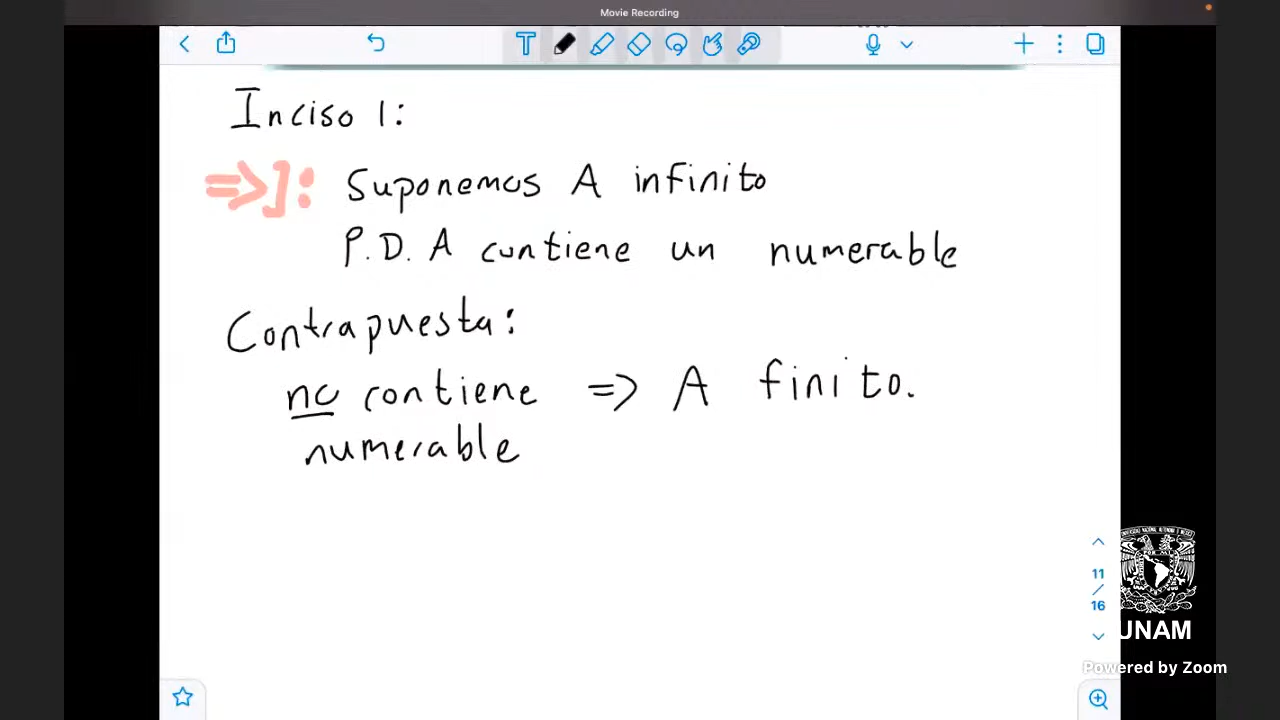 Movie Recording
Inciso 1:
=>]: Suponemos A infinito
P.D. A contiene un numerable
Contrapuesta:
no contiene => A finito.
numerable
11
/
16
UNAM
Powered by Zoom